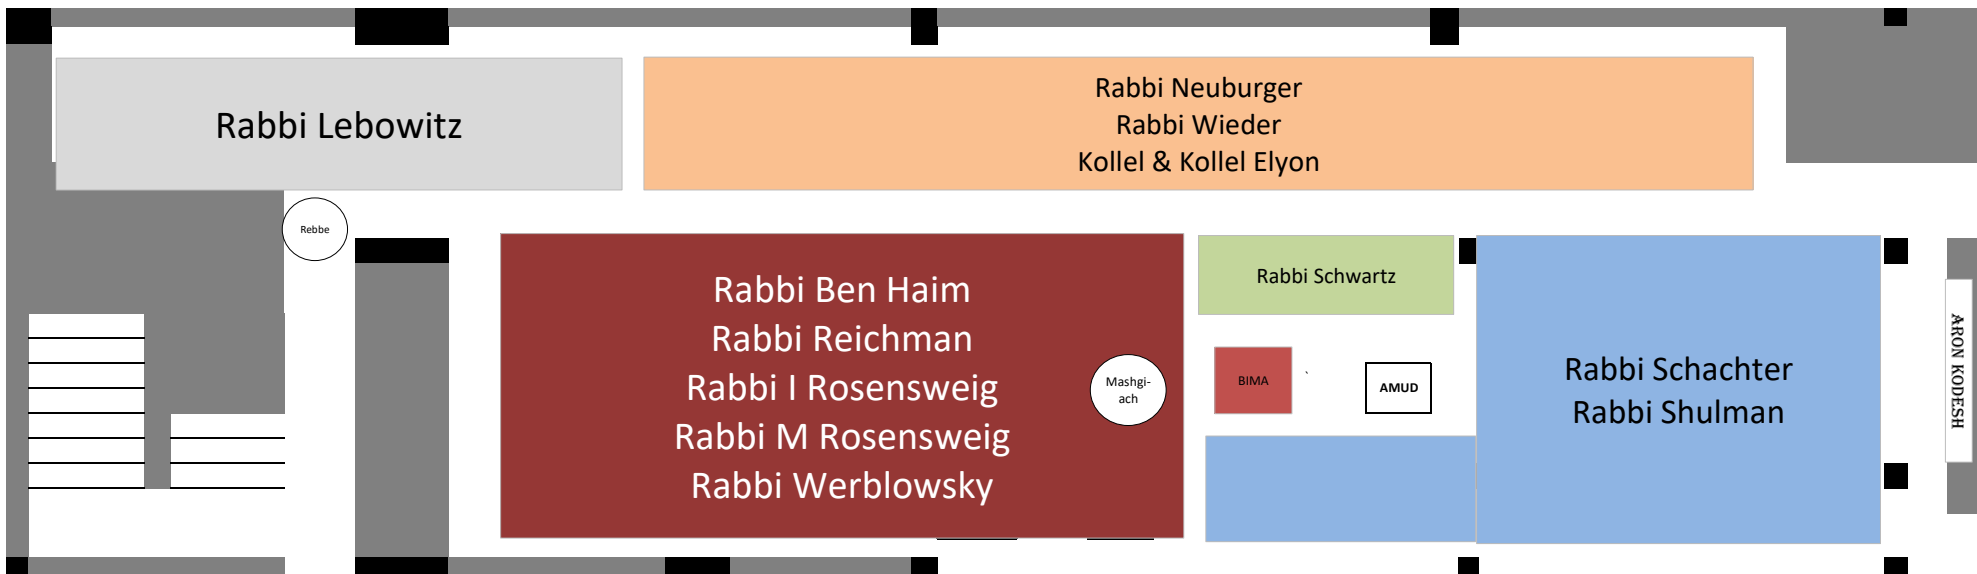 Rabbi Lebowitz
Rabbi Neuburger
Rabbi Wieder
Kollel & Kollel Elyon
Rebbe
Rabbi Ben Haim
Rabbi Reichman
Rabbi I Rosensweig
Rabbi M Rosensweig
Rabbi Werblowsky
Mashgi-
ach
Rabbi Schwartz
BIMA
`
AMUD
Rabbi Schachter
Rabbi Shulman
ARON KODESH